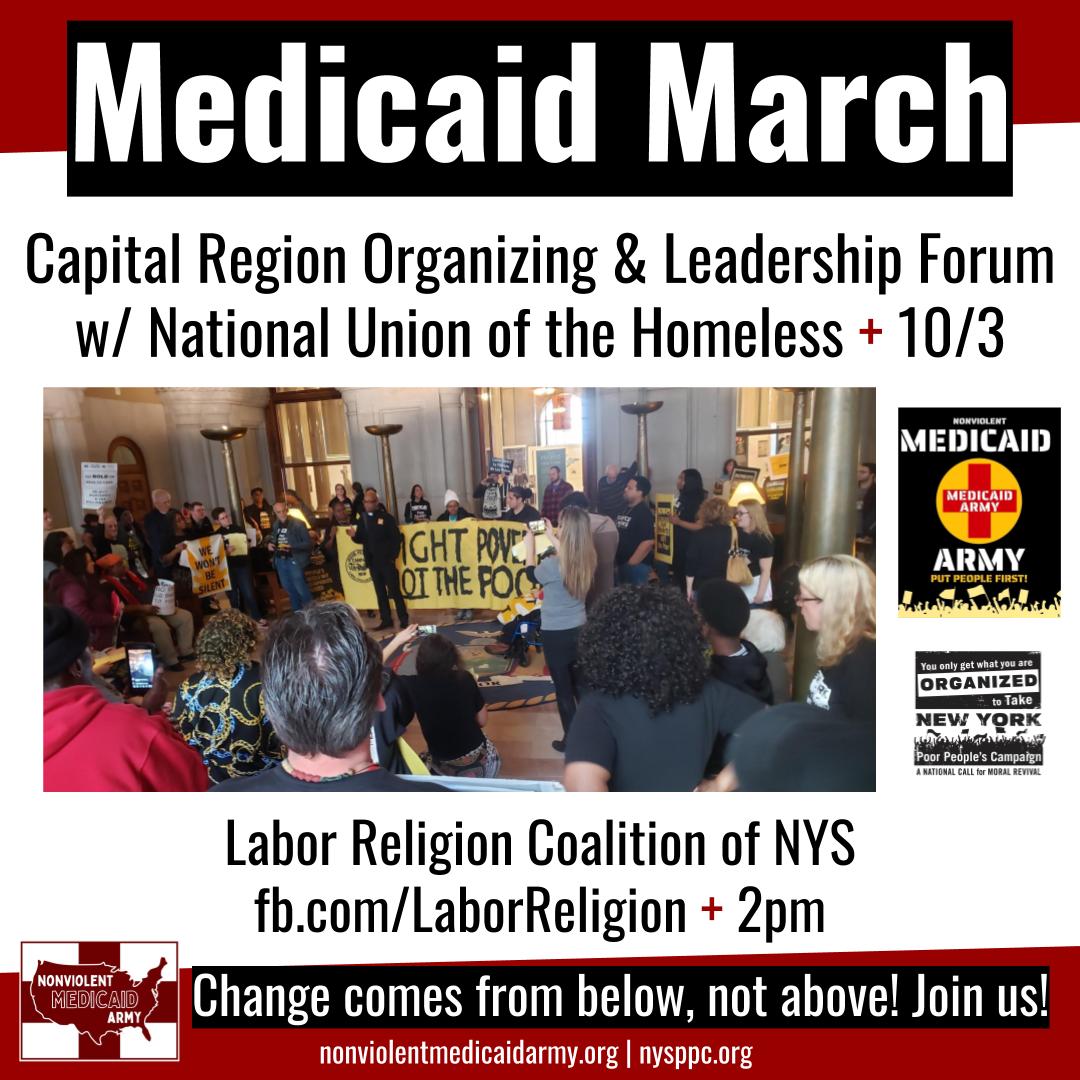 Medicaid March
Capital Region Organizing & Leadership Forum
w/ National Union of the Homeless + 10/3
WE
WON'T
BE
SILENT
IGHT POVE
OT THE POO
NONVIOLENT
MEDICAID
MEDICAID
ARMY
ARMY
PUT PEOPLE FIRST!
You only get what you are
ORGANIZED
to Take
NEW YORK
Poor People's Campaign
A NATIONAL CALL for MORAL REVIVAL
Labor Religion Coalition of NYS
fb.com/LaborReligion + 2pm
NONVIOLENT
MEDICAID
ARMY
Change comes from below, not above! Join us!
nonviolentmedicaidarmy.org | nysppc.org